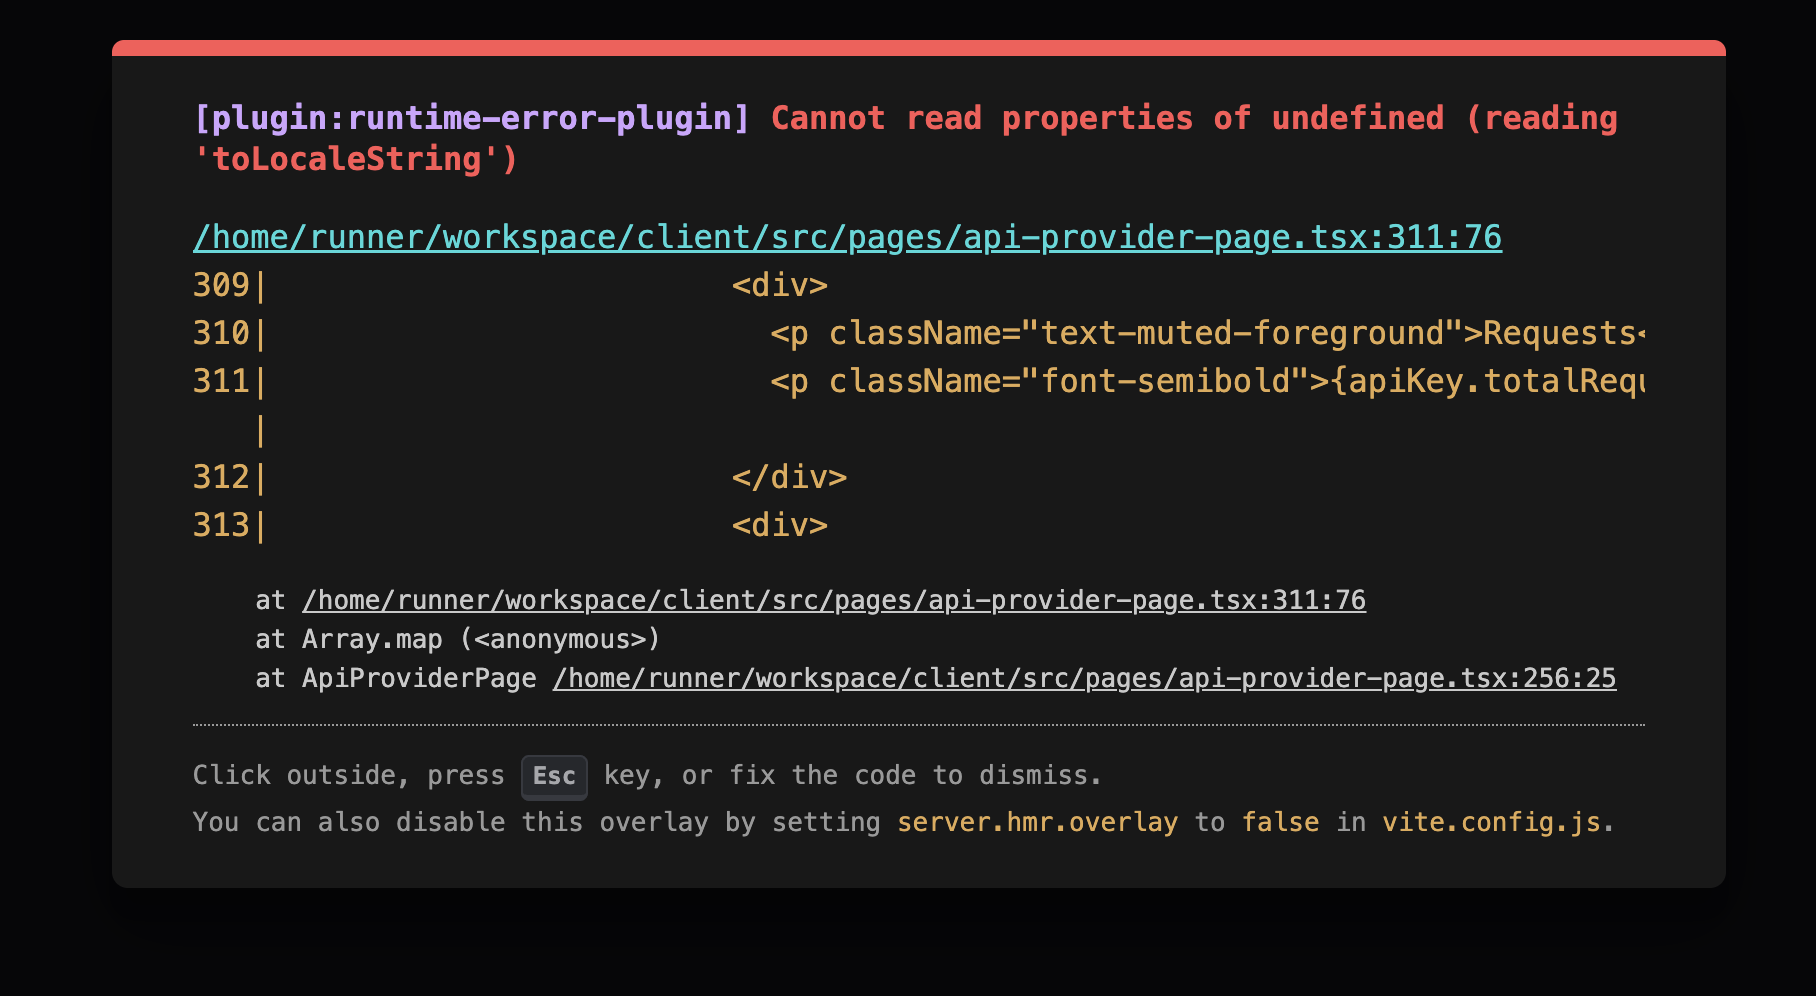 [plugin:runtime-error-plugin] Cannot read properties of undefined (reading
'toLocaleString')
/home/runner/workspace/client/src/pages/api-provider-page.tsx:311:76
309|                        <div>
310|                          <p className="text-muted-foreground">Requests<
311|                          <p className="font-semibold">{apiKey.totalRequ
   |
312|                        </div>
313|                        <div>
at /home/runner/workspace/client/src/pages/api-provider-page.tsx:311:76
at Array.map (<anonymous>)
at ApiProviderPage /home/runner/workspace/client/src/pages/api-provider-page.tsx:256:25
Click outside, press Esc key, or fix the code to dismiss.
You can also disable this overlay by setting server.hmr.overlay to false in vite.config.js.